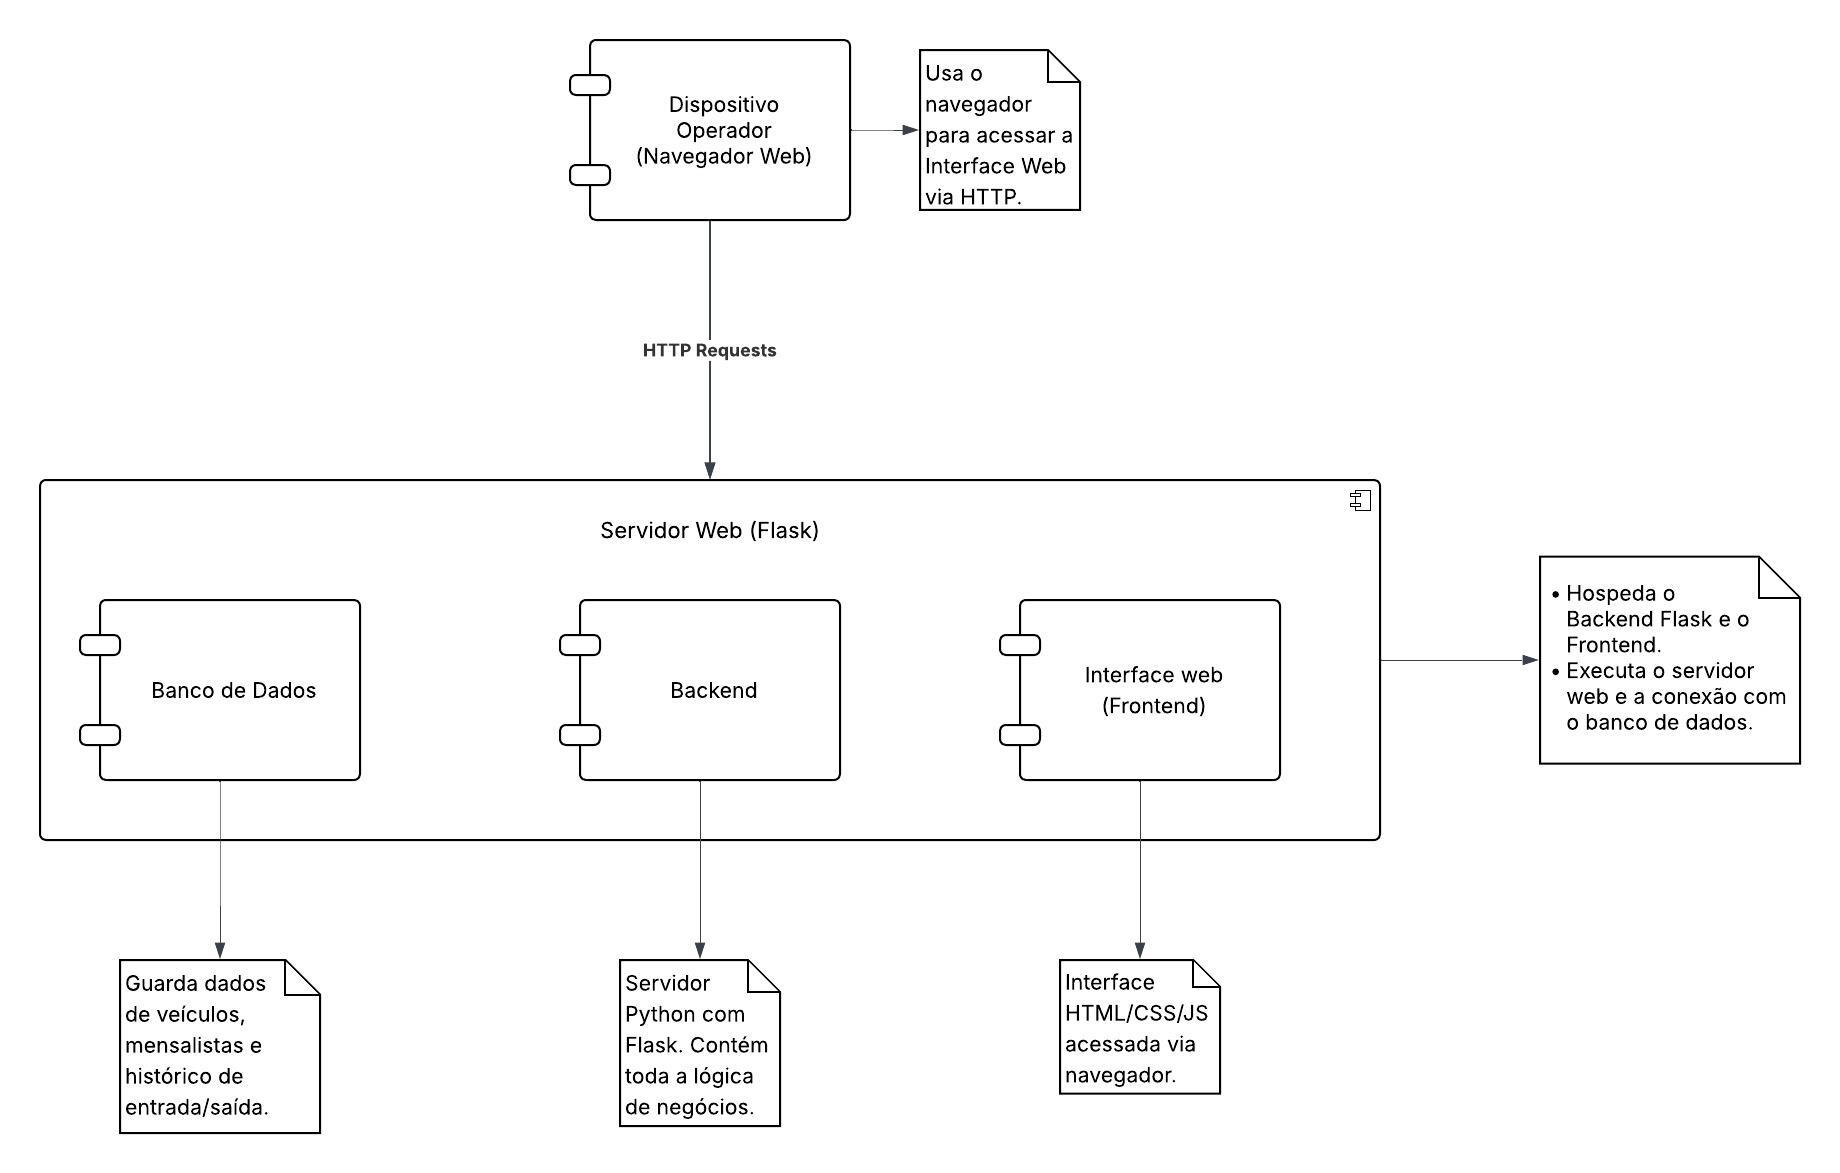 Dispositivo
Operador
(Navegador Web)
Usa o
navegador
para acessar a
Interface Web
via HTTP.
HTTP Requests
Servidor Web (Flask)
Banco de Dados
Backend
Interface web
(Frontend)
• Hospeda o
Backend Flask e o
Frontend.
• Executa o servidor
web e a conexão com
o banco de dados.
Guarda dados
de veículos,
mensalistas e
histórico de
entrada/saída.
Servidor
Python com
Flask. Contém
toda a lógica
de negócios.
Interface
HTML/CSS/JS
acessada via
navegador.